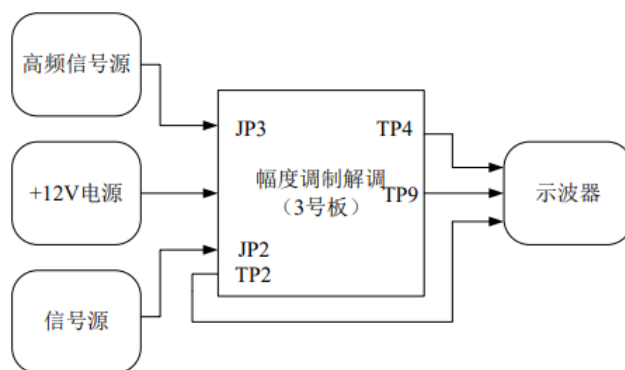 高频信号源
JP3
TP4
+12V电源
幅度调制解调
(3号板)
TP9
示波器
JP2
TP2
信号源